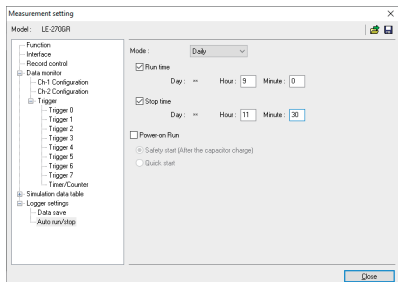 Measurement setting
Model: LE-270GR
Function
Interface
Record control
Data monitor
Ch-1 Configuration
Ch-2 Configuration
Trigger
Trigger 0
Trigger 1
Trigger 2
Trigger 3
Trigger 4
Trigger 5
Trigger 6
Trigger 7
Timer/Counter
Simulation data table
Logger settings
Data save
Auto run/stop
Mode: Daily
Run time
Day: ** Hour: 9 Minute: 0
Stop time
Day: ** Hour: 11 Minute: 30
Power-on Run
Safety start (After the capacitor charge)
Quick start
Close